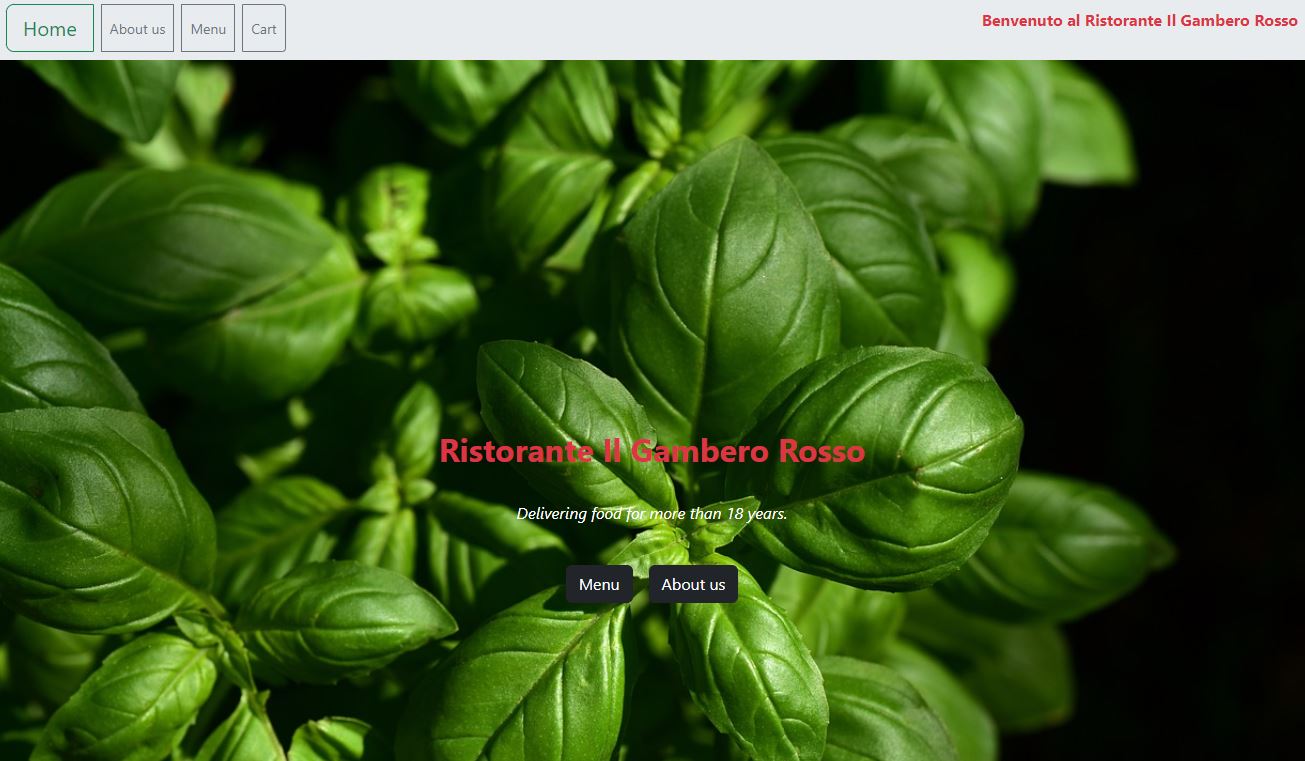 Home About us Menu Cart
Benvenuto al Ristorante Il Gambero Rosso
Ristorante Il Gambero Rosso
Delivering food for more than 18 years.
Menu About us